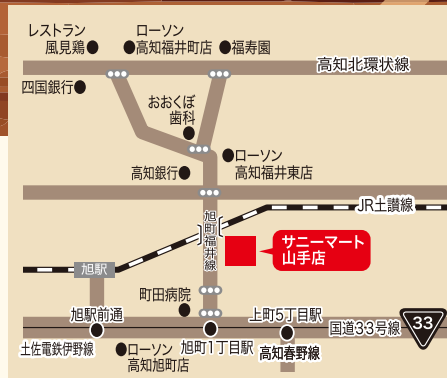 レストラン
風見鶏
ローソン
高知福井町店
福寿園
高知北環状線
四国銀行
おおくぼ
歯科
ローソン
高知福井東店
高知銀行
JR土讃線
旭町福井線
サニーマート
山手店
旭駅
町田病院
旭駅前通
上町5丁目駅
国道33号線
33
土佐電鉄伊野線
旭町1丁目駅
高知春野線
ローソン
高知旭町店